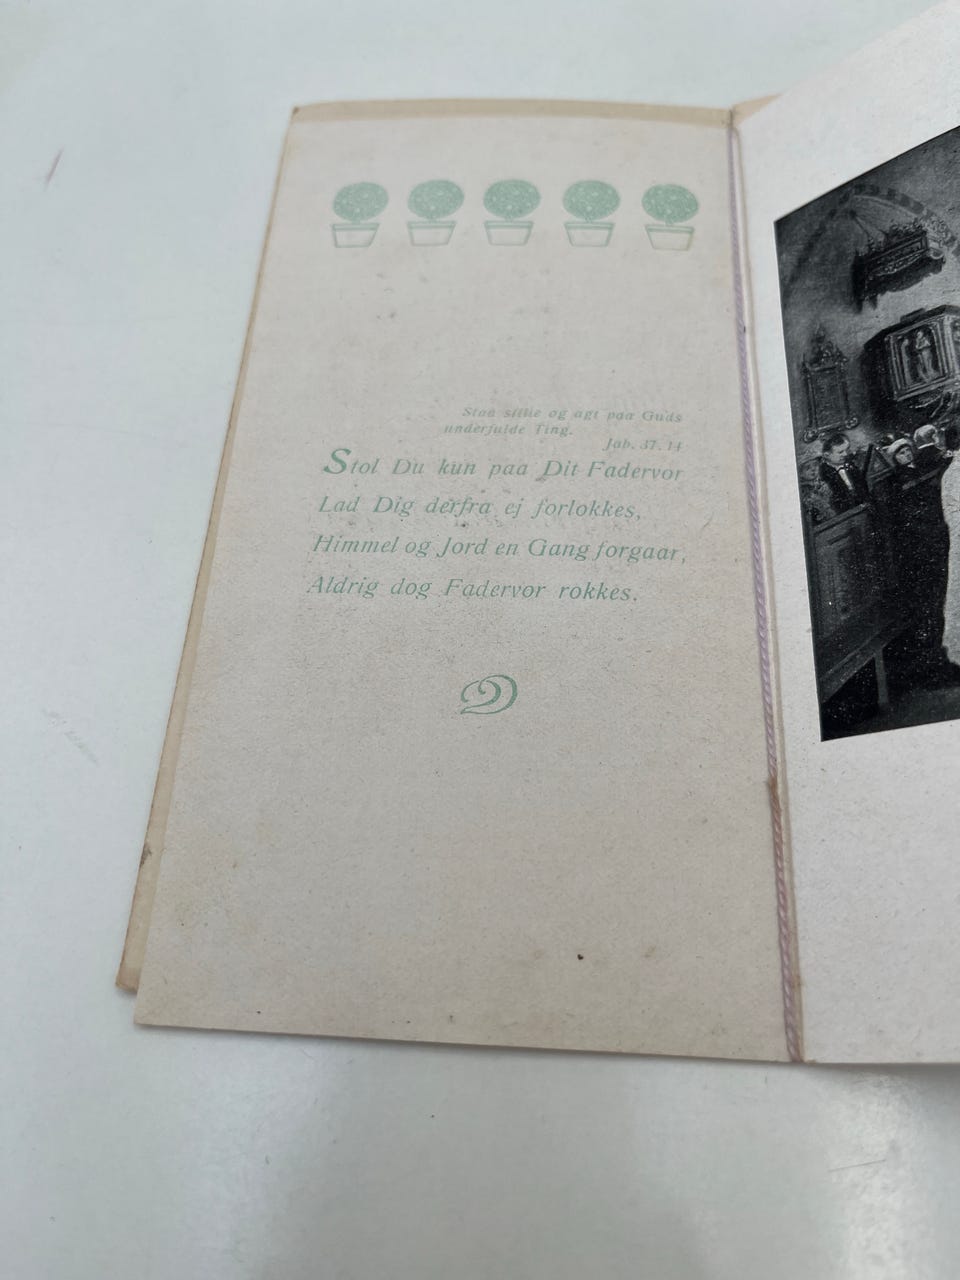 Staa stille og agt paa Guds
underfulde Ting.
Job. 37. 14
Stol Du kun paa Dit Fadervor
Lad Dig derfra ej forlokkes,
Himmel og Jord en Gang forgaar,
Aldrig dog Fadervor rokkes.